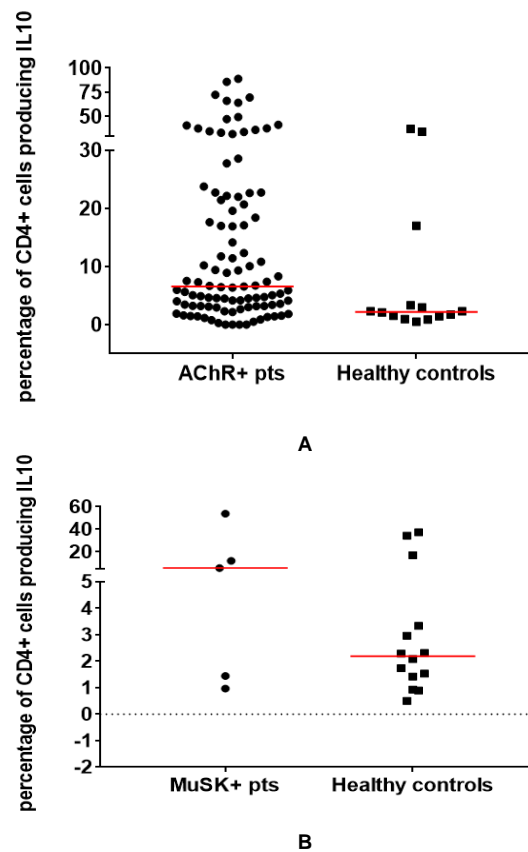 percentage of CD4+ cells producing IL10
100
75
50
25
30
20
10
0
AChR+ pts
Healthy controls
A
percentage of CD4+ cells producing IL10
60
40
20
5
4
3
2
1
0
-1
-2
MuSK+ pts
Healthy controls
B